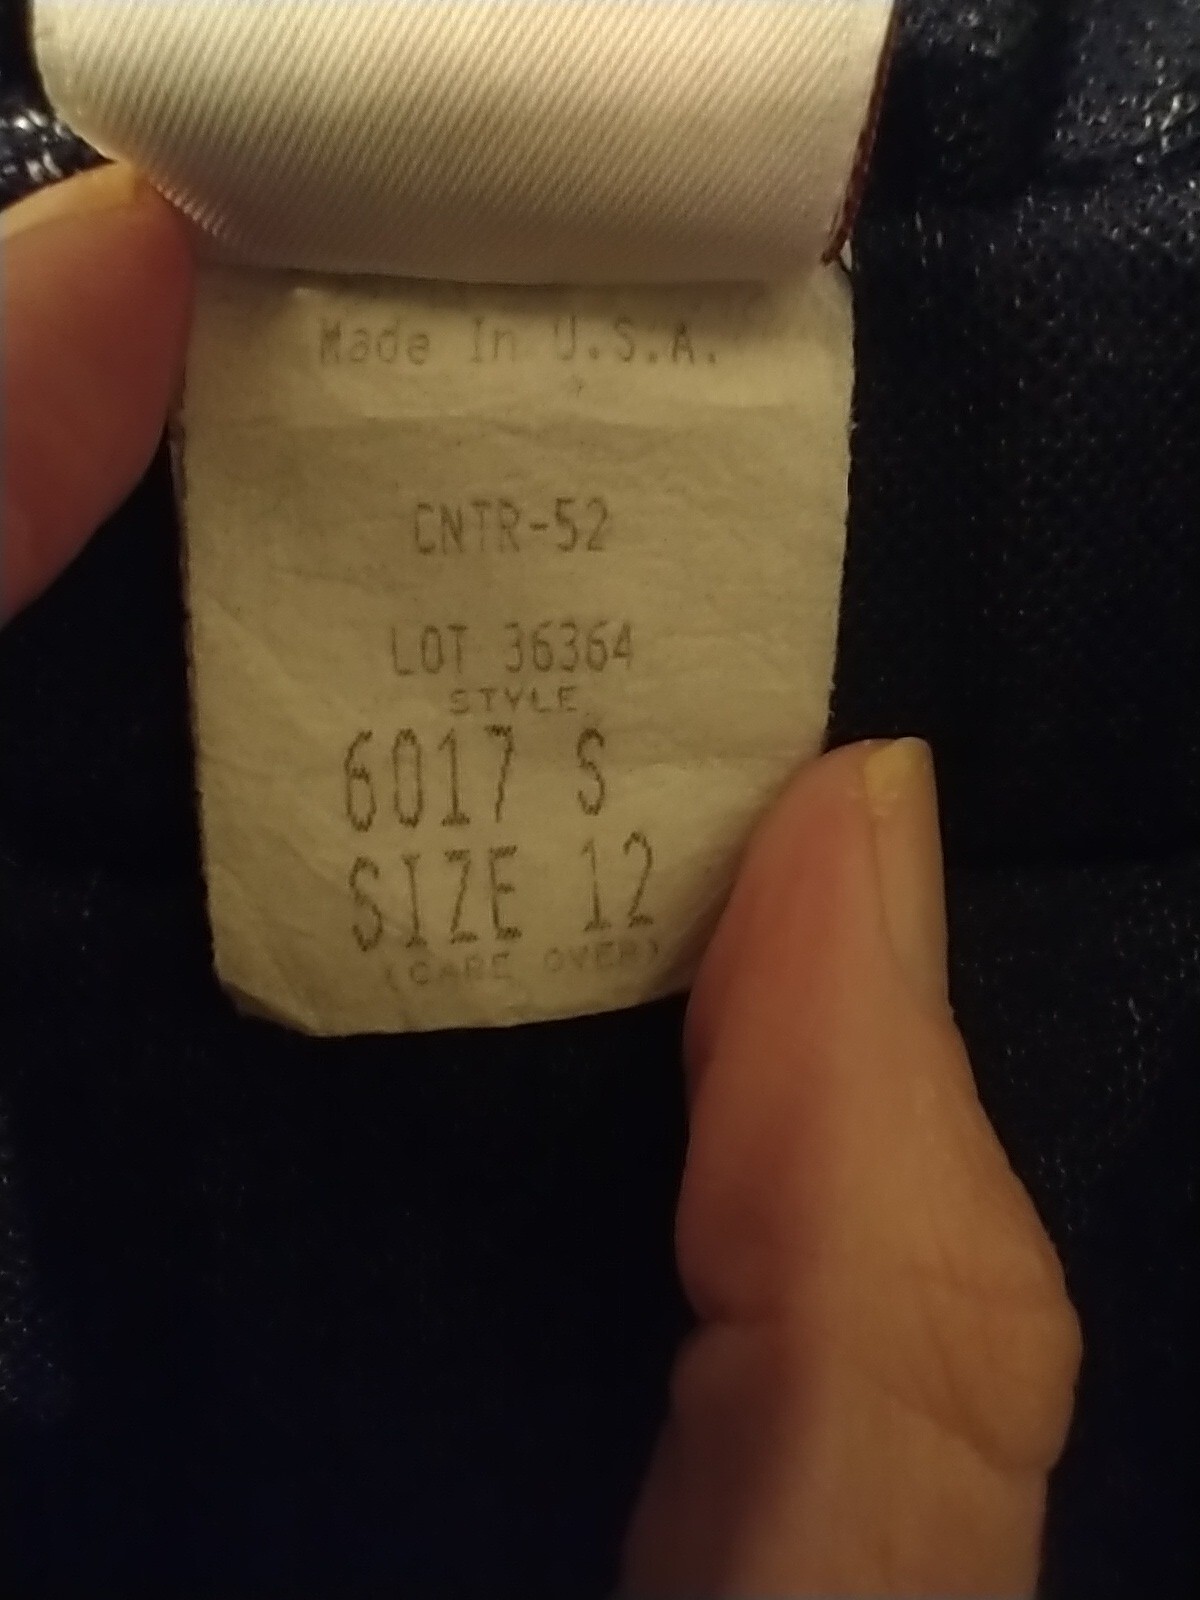 Made In U.S.A.
CNTR-52
LOT 36364
STYLE
6017 S
SIZE 12
(CARE OVER)